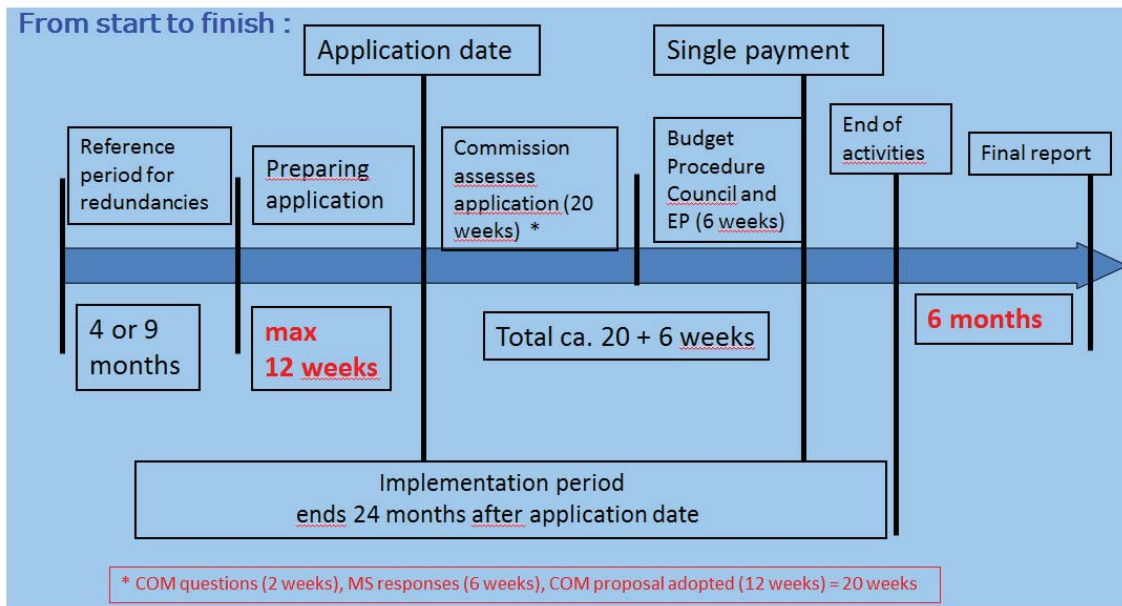 From start to finish :
Application date
Single payment
Reference
period for
redundancies
Preparing
application
Commission
assesses
application (20
weeks)  *
Budget
Procedure
Council and
EP (6 weeks)
End of
activities
Final report
4 or 9
months
max
12 weeks
Total ca. 20 + 6 weeks
6 months
Implementation period
ends 24 months after application date
* COM questions (2 weeks), MS responses (6 weeks), COM proposal adopted (12 weeks) = 20 weeks